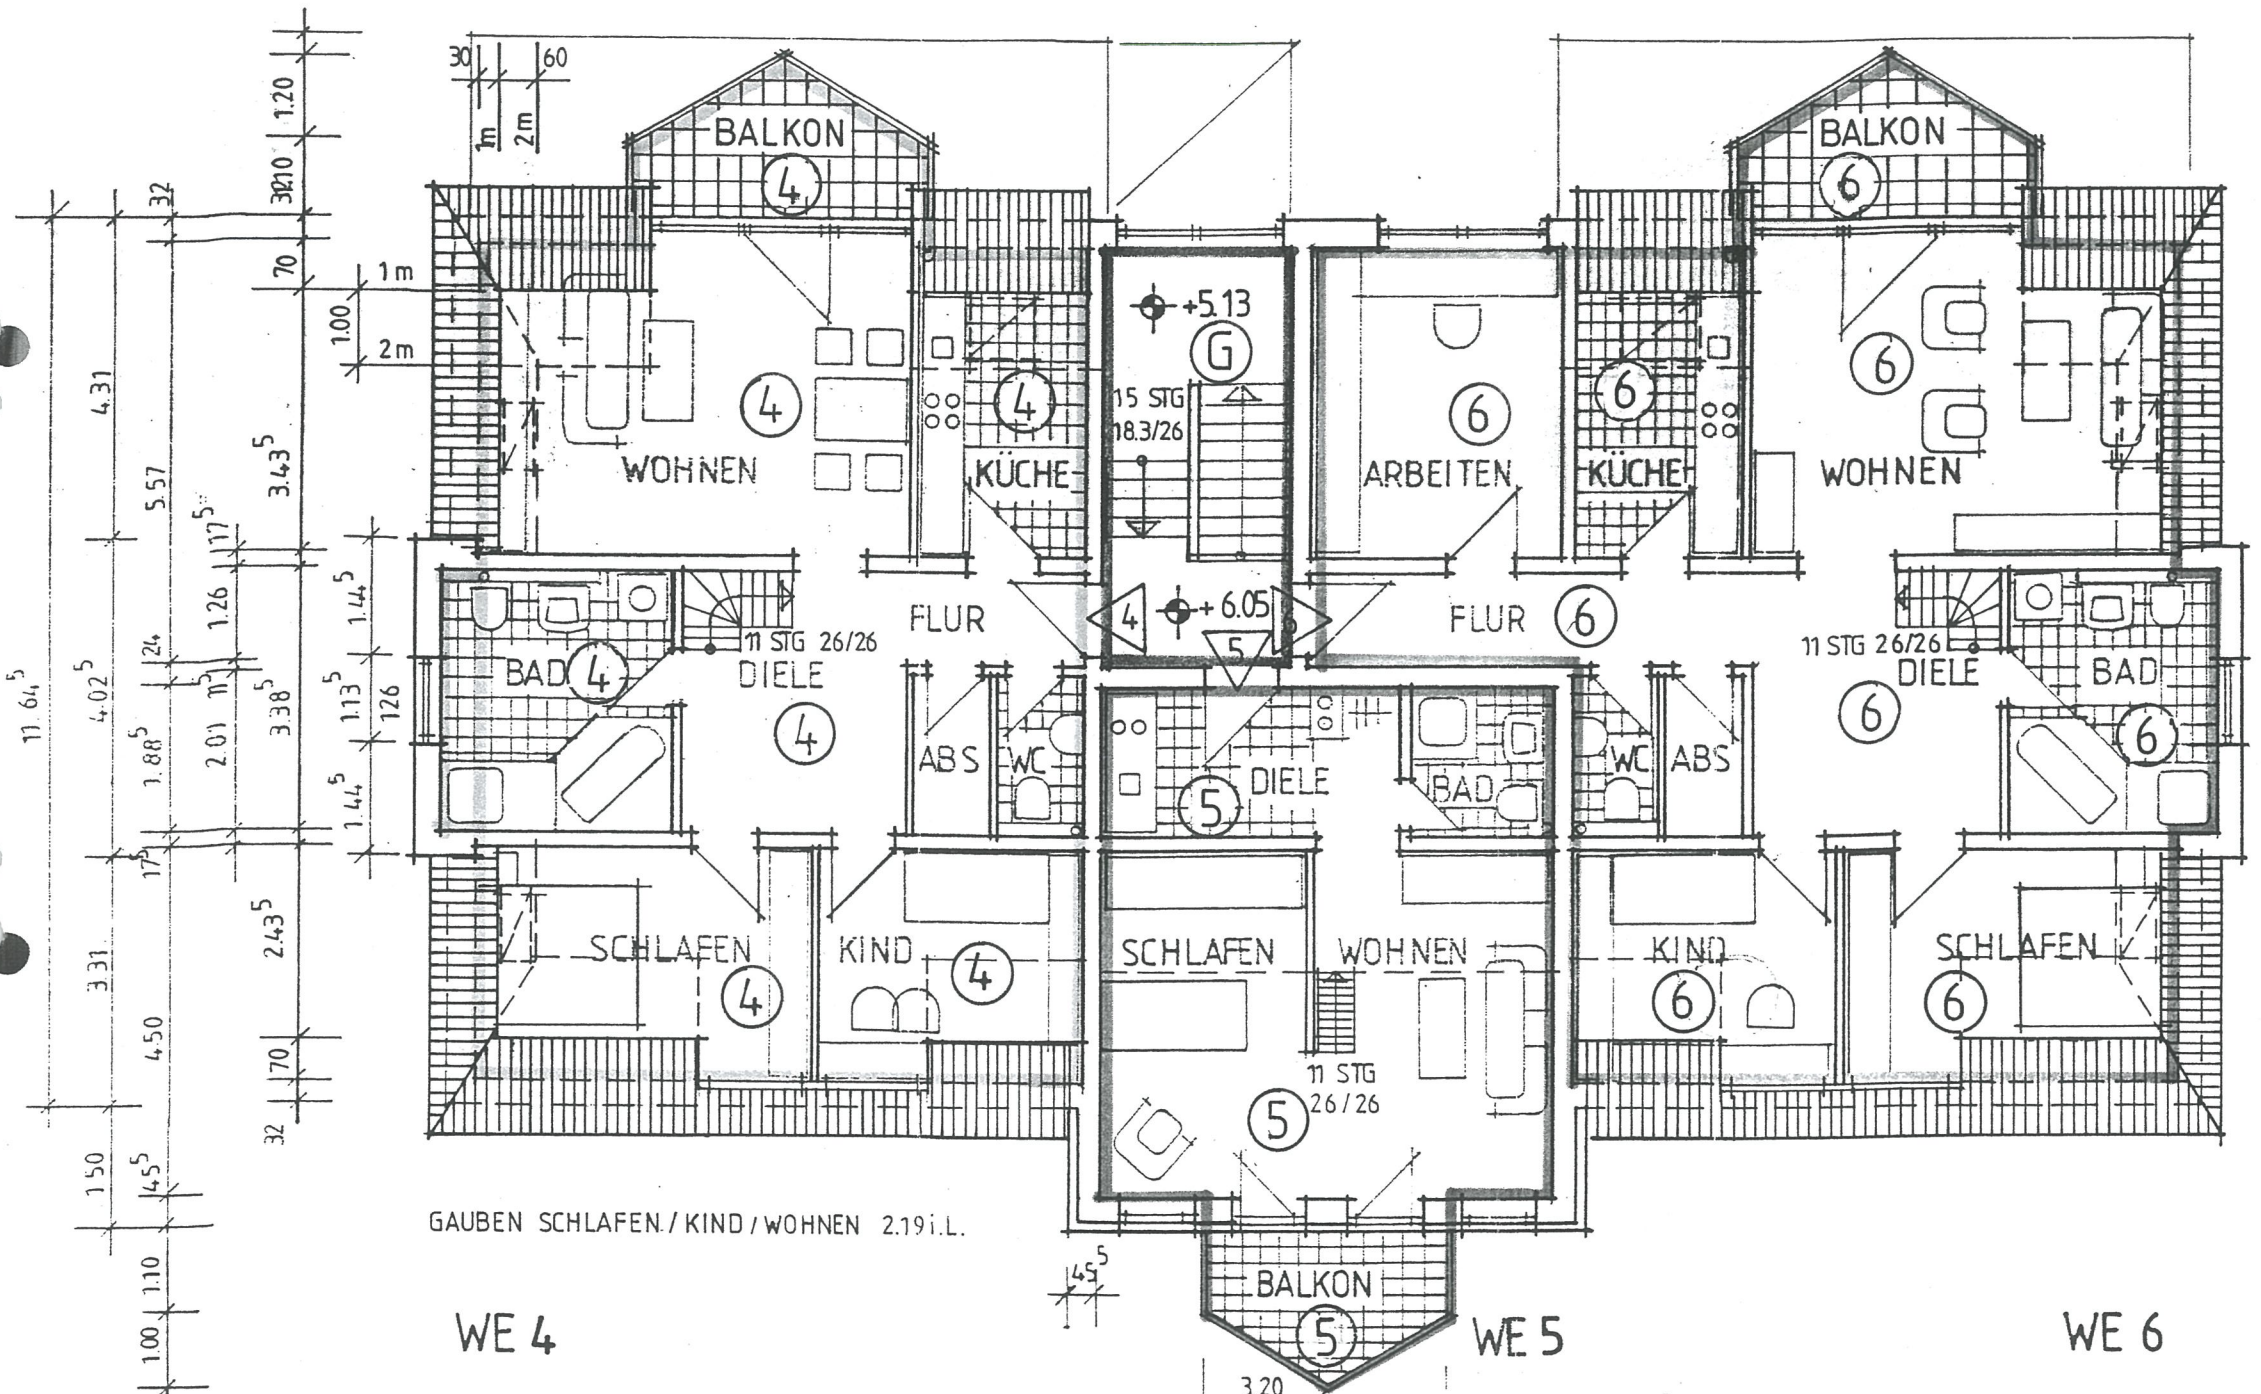 30
60
1.20
1m
2m
BALKON
4
BALKON
6
32
10
32
70
1m
1.00
2m
+5.13
G
4.31
15 STG
18.3/26
4
4
6
6
6
5.57
3.43⁵
WOHNEN
KÜCHE
ARBEITEN
KÜCHE
WOHNEN
17⁵
1.44⁵
1.26
FLUR
4
+6.05
5
FLUR
6
24
11 STG 26/26
11 STG 26/26
BAD
4
DIELE
DIELE
BAD
11.64⁵
4.02⁵
11⁵
3.38⁵
1.13⁵
126
4
6
6
1.88⁵
2.01
ABS
WC
DIELE
5
BAD
WC
ABS
1.44⁵
17⁵
2.43⁵
3.31
SCHLAFEN
KIND
4
4
SCHLAFEN
WOHNEN
KIND
6
SCHLAFEN
6
4.50
70
11 STG
26/26
5
32
1.50
45⁵
GAUBEN SCHLAFEN/KIND/WOHNEN 2.19 i.L.
1.10
45⁵
BALKON
5
1.00
WE 4
WE 5
WE 6
3.20